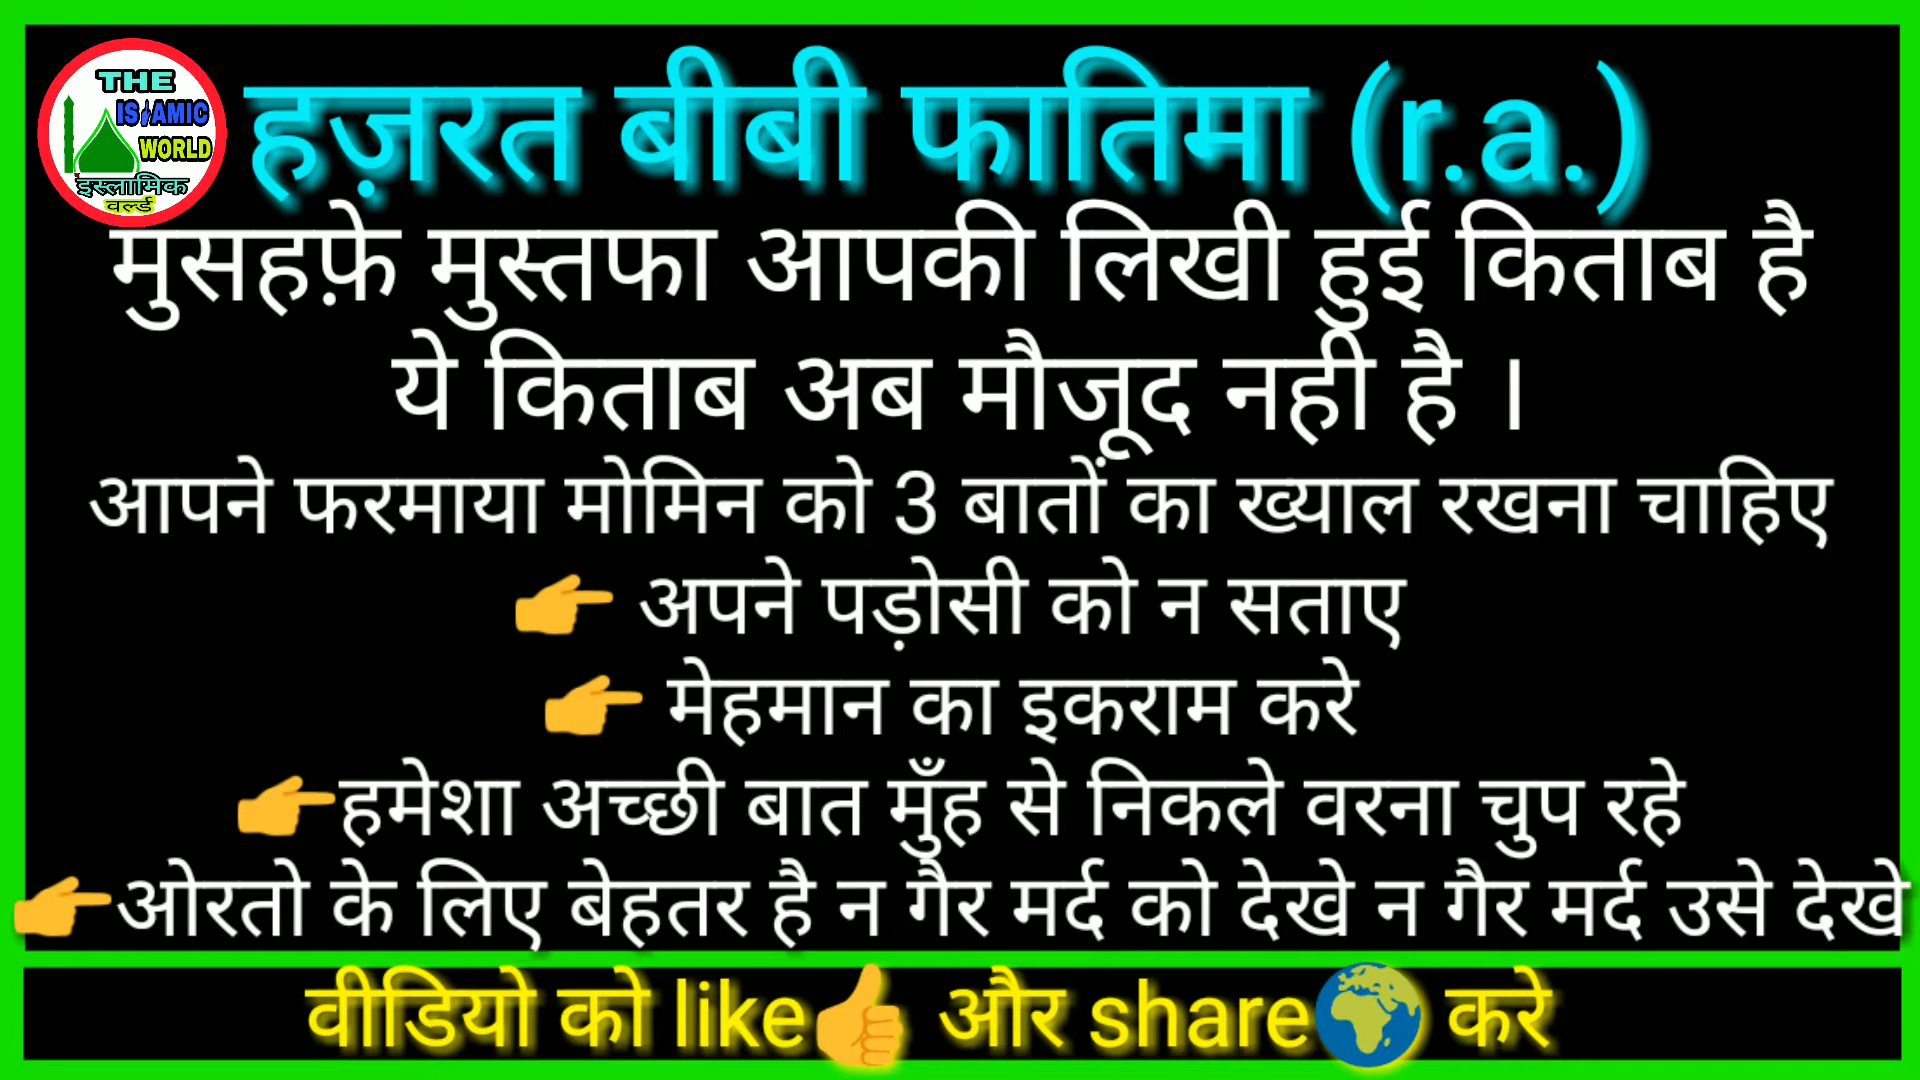 THE
ISLAMIC
WORLD
इस्लामिक
वर्ल्ड
हज़रत बीबी फातिमा (r.a.)
मुसहफ़े मुस्तफा आपकी लिखी हुई किताब है
ये किताब अब मौजूद नही है ।
आपने फरमाया मोमिन को 3 बातों का ख्याल रखना चाहिए
👉 अपने पड़ोसी को न सताए
👉 मेहमान का इकराम करे
👉हमेशा अच्छी बात मुँह से निकले वरना चुप रहे
👉ओरतो के लिए बेहतर है न गैर मर्द को देखे न गैर मर्द उसे देखे
वीडियो को like👍 और share🌍 करे